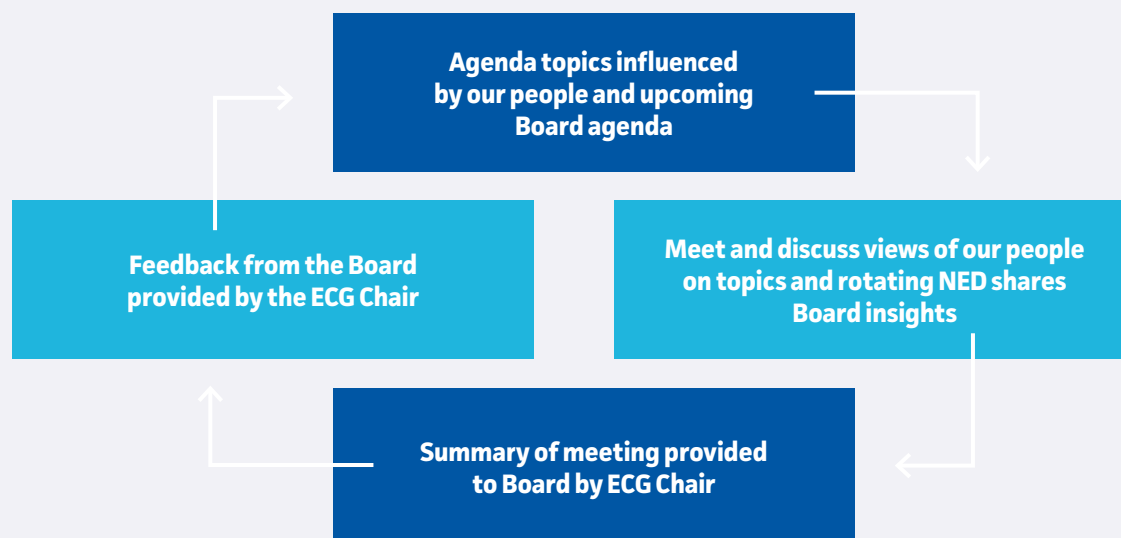 Agenda topics influenced
by our people and upcoming
Board agenda
Meet and discuss views of our people
on topics and rotating NED shares
Board insights
Summary of meeting provided
to Board by ECG Chair
Feedback from the Board
provided by the ECG Chair